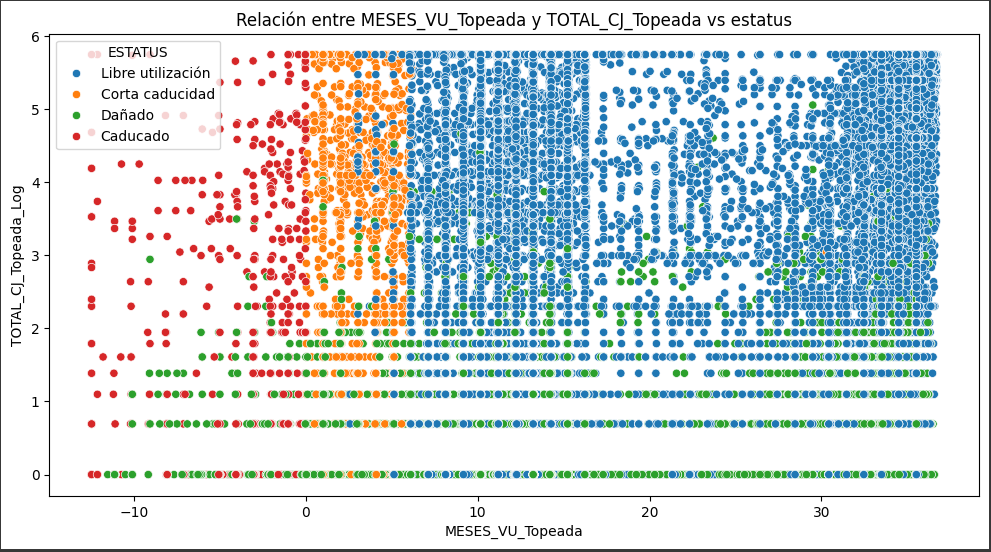 Relación entre MESES_VU_Topeada y TOTAL_CJ_Topeada vs estatus
TOTAL_CJ_Topeada_Log
6
5
4
3
2
1
0
ESTATUS
Libre utilización
Corta caducidad
Dañado
Caducado
−10
0
10
20
30
MESES_VU_Topeada